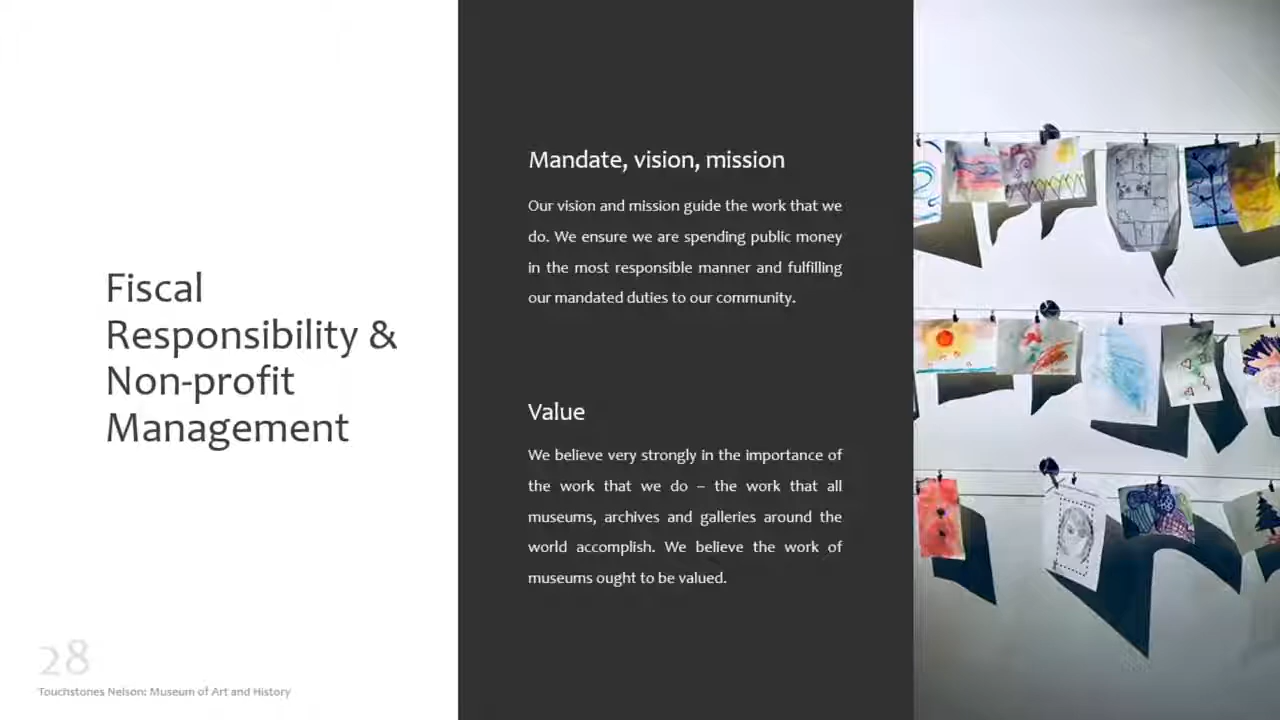 Fiscal
Responsibility &
Non-profit
Management
Mandate, vision, mission
Our vision and mission guide the work that we
do. We ensure we are spending public money
in the most responsible manner and fulfilling
our mandated duties to our community.
Value
We believe very strongly in the importance of
the work that we do – the work that all
museums, archives and galleries around the
world accomplish. We believe the work of
museums ought to be valued.
28
Touchstones Nelson: Museum of Art and History